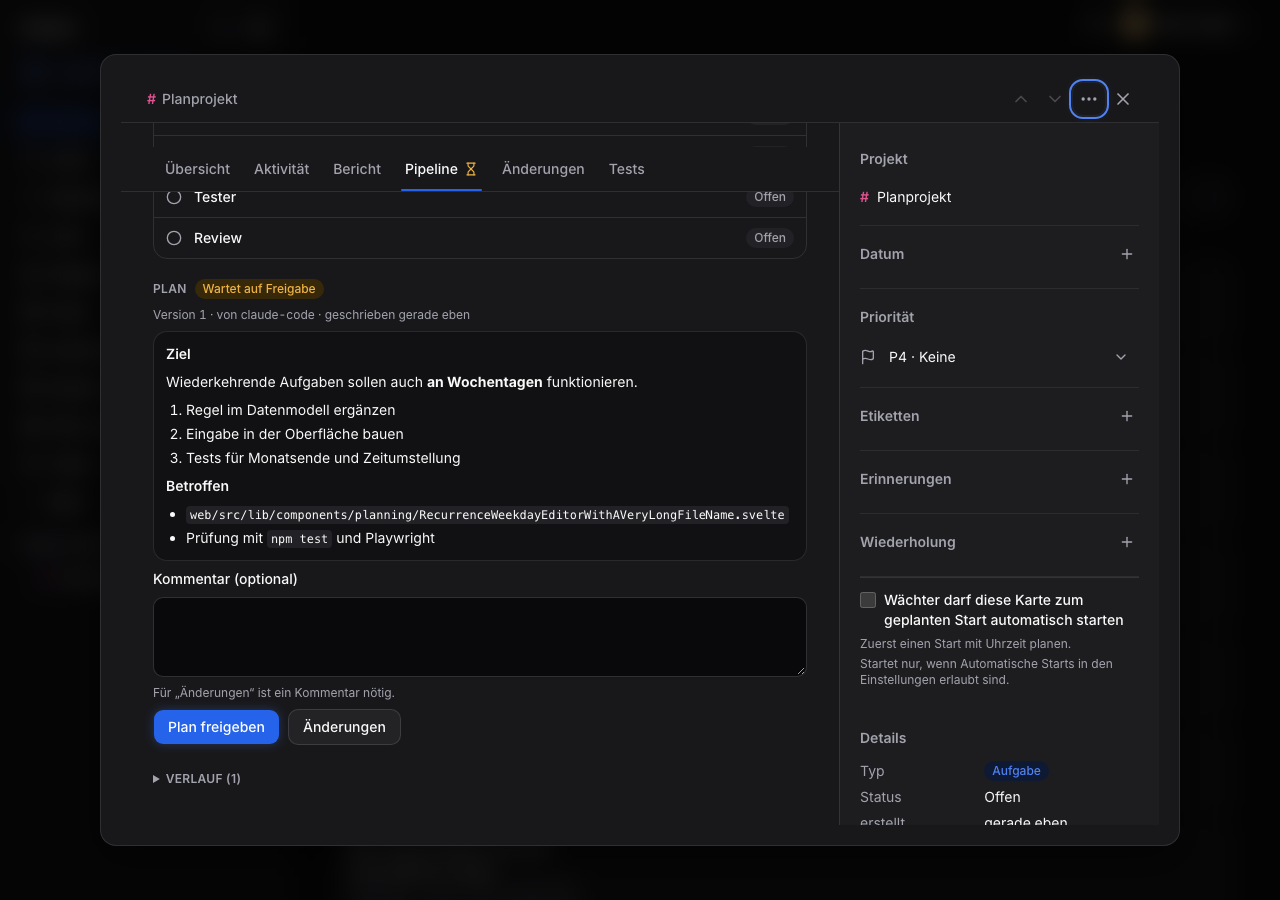 # Planprojekt
Übersicht Aktivität Bericht Pipeline Änderungen Tests
Tester Offen
Review Offen
PLAN Wartet auf Freigabe
Version 1 · von claude-code · geschrieben gerade eben
Ziel
Wiederkehrende Aufgaben sollen auch an Wochentagen funktionieren.
1. Regel im Datenmodell ergänzen
2. Eingabe in der Oberfläche bauen
3. Tests für Monatsende und Zeitumstellung
Betroffen
• web/src/lib/components/planning/RecurrenceWeekdayEditorWithAVeryLongFileName.svelte
• Prüfung mit npm test und Playwright
Kommentar (optional)
Für „Änderungen“ ist ein Kommentar nötig.
Plan freigeben Änderungen
VERLAUF (1)
Projekt
# Planprojekt
Datum
Priorität
P4 · Keine
Etiketten
Erinnerungen
Wiederholung
Wächter darf diese Karte zum
geplanten Start automatisch starten
Zuerst einen Start mit Uhrzeit planen.
Startet nur, wenn Automatische Starts in den
Einstellungen erlaubt sind.
Details
Typ Aufgabe
Status Offen
erstellt gerade eben